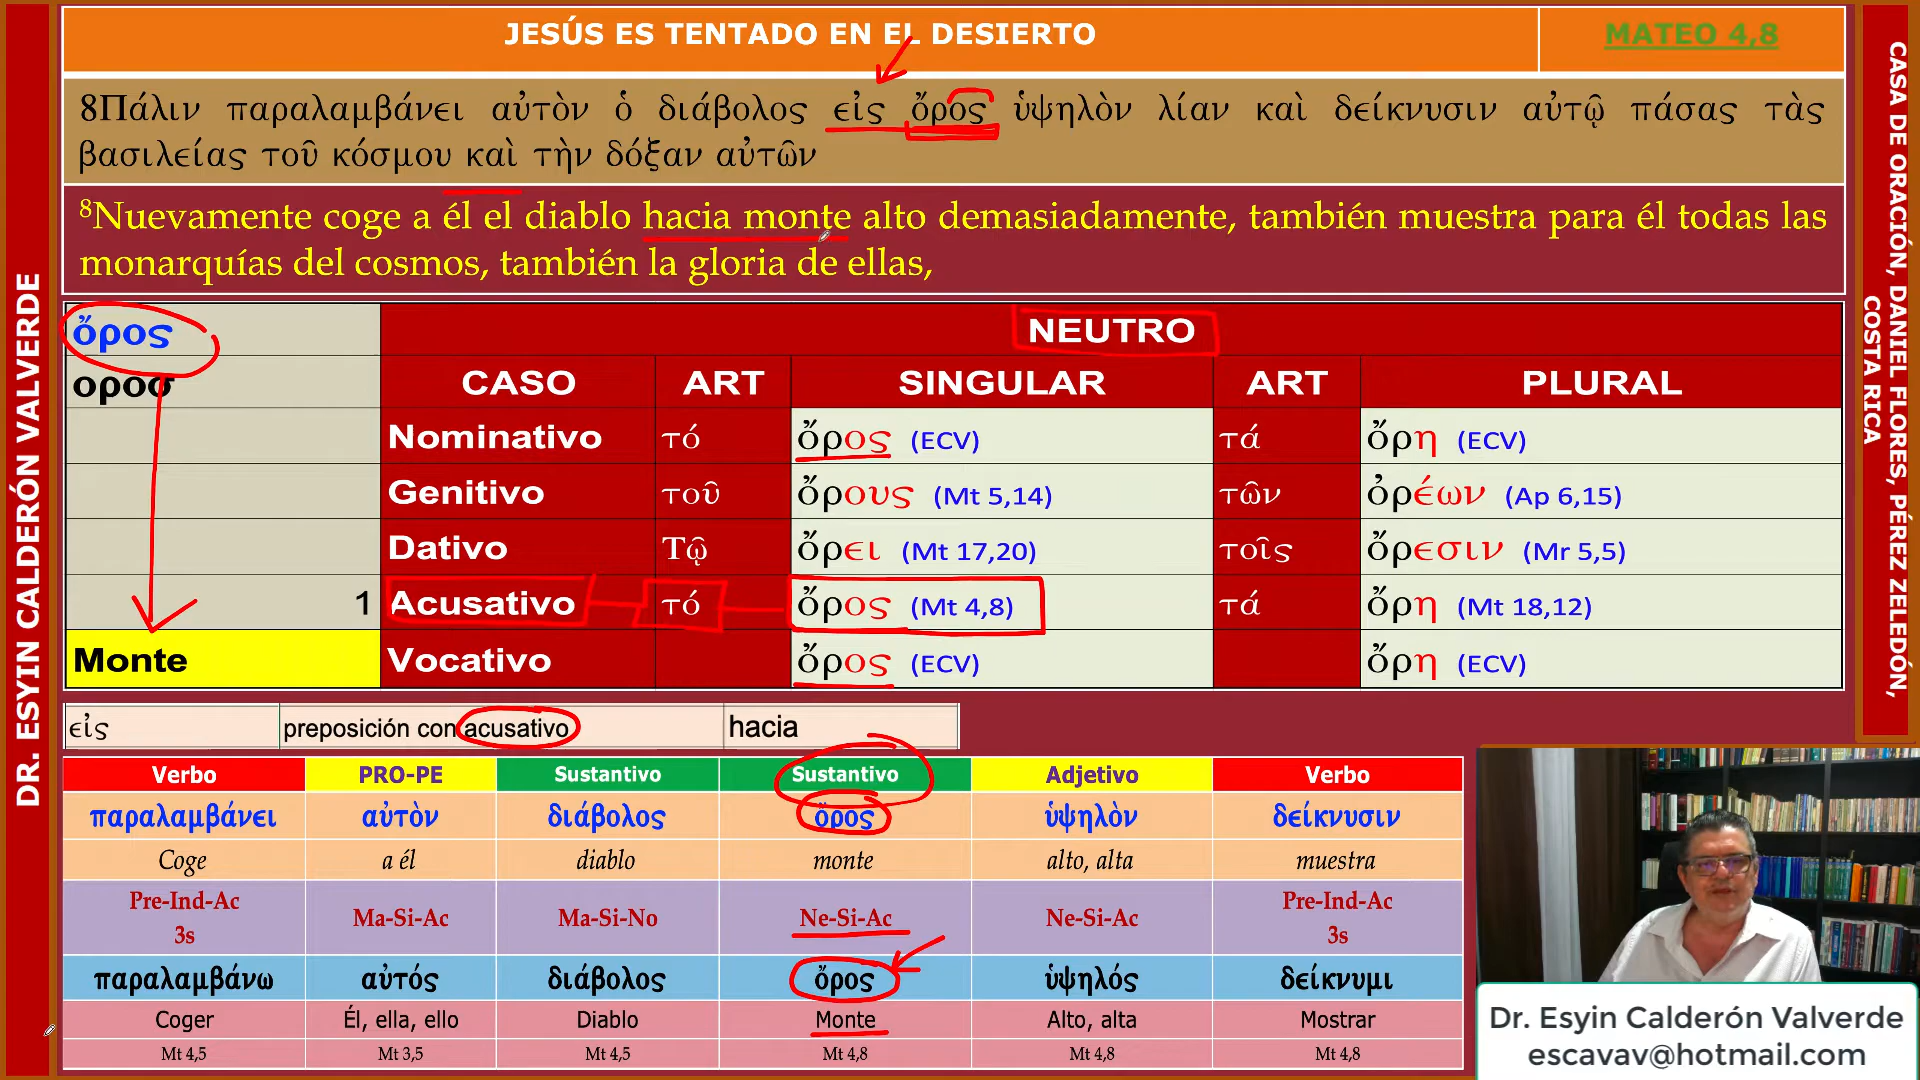 JESÚS ES TENTADO EN EL DESIERTO
MATEO 4,8
8Πάλιν παραλαμβάνει αὐτὸν ὁ διάβολος εἰς ὄρος ὑψηλὸν λίαν καὶ δείκνυσιν αὐτῷ πάσας τὰς
βασιλείας τοῦ κόσμου καὶ τὴν δόξαν αὐτῶν
8Nuevamente coge a él el diablo hacia monte alto demasiadamente, también muestra para él todas las
monarquías del cosmos, también la gloria de ellas,
ὄρος NEUTRO
οροσ CASO ART SINGULAR ART PLURAL
Nominativo τό ὄρος (ECV) τά ὄρη (ECV)
Genitivo τοῦ ὄρους (Mt 5,14) τῶν ὀρέων (Ap 6,15)
Dativo Τῷ ὄρει (Mt 17,20) τοῖς ὄρεσιν (Mr 5,5)
1 Acusativo τό ὄρος (Mt 4,8) τά ὄρη (Mt 18,12)
Monte Vocativo ὄρος (ECV) ὄρη (ECV)
εἰς preposición con acusativo hacia
Verbo PRO-PE Sustantivo Sustantivo Adjetivo Verbo
παραλαμβάνει αὐτὸν διάβολος ὄρος ὑψηλὸν δείκνυσιν
Coge a él diablo monte alto, alta muestra
Pre-Ind-Ac 3s Ma-Si-Ac Ma-Si-No Ne-Si-Ac Ne-Si-Ac Pre-Ind-Ac 3s
παραλαμβάνω αὐτός διάβολος ὄρος ὑψηλός δείκνυμι
Coger Él, ella, ello Diablo Monte Alto, alta Mostrar
Mt 4,5 Mt 3,5 Mt 4,5 Mt 4,8 Mt 4,8 Mt 4,8
DR. ESYIN CALDERÓN VALVERDE
CASA DE ORACIÓN, DANIEL FLORES, PÉREZ ZELEDÓN,
COSTA RICA
Dr. Esyin Calderón Valverde
escavav@hotmail.com